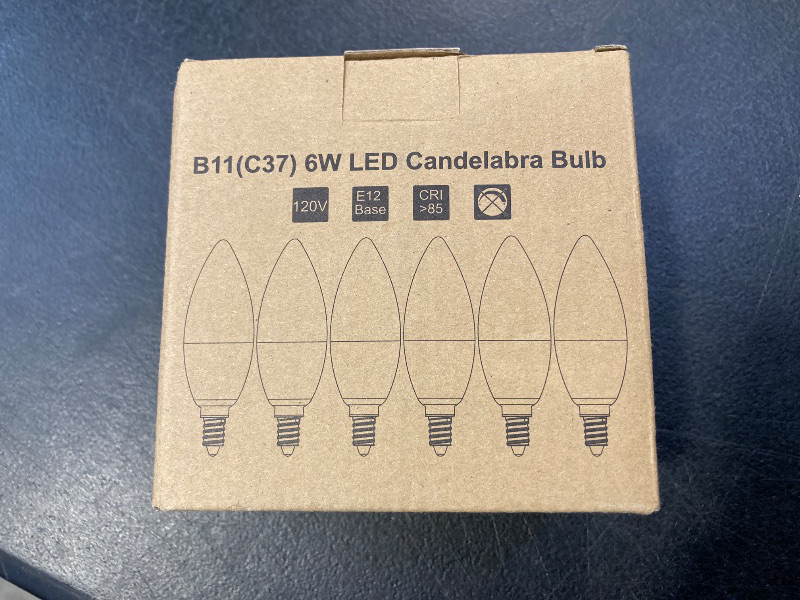 B11(C37) 6W LED Candelabra Bulb
120V
E12
Base
CRI
>85